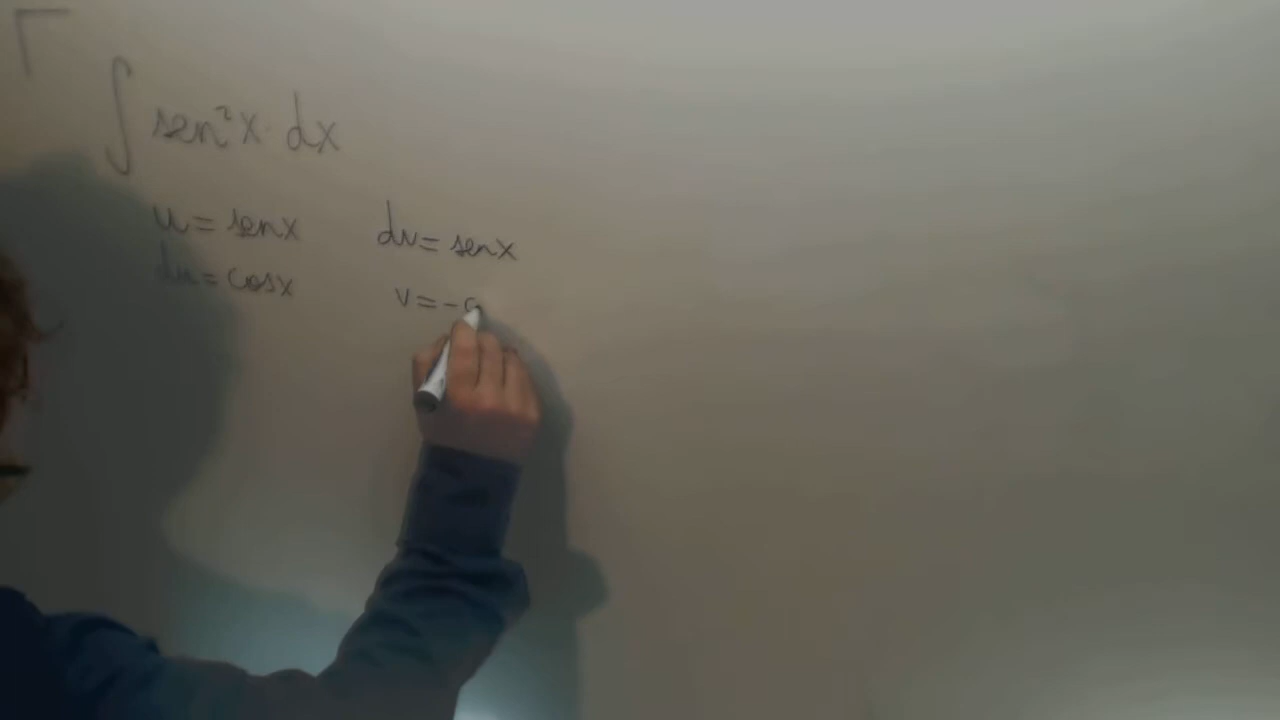 ∫ sen²x · dx
u = senx dv = senx
du = cosx v = -c